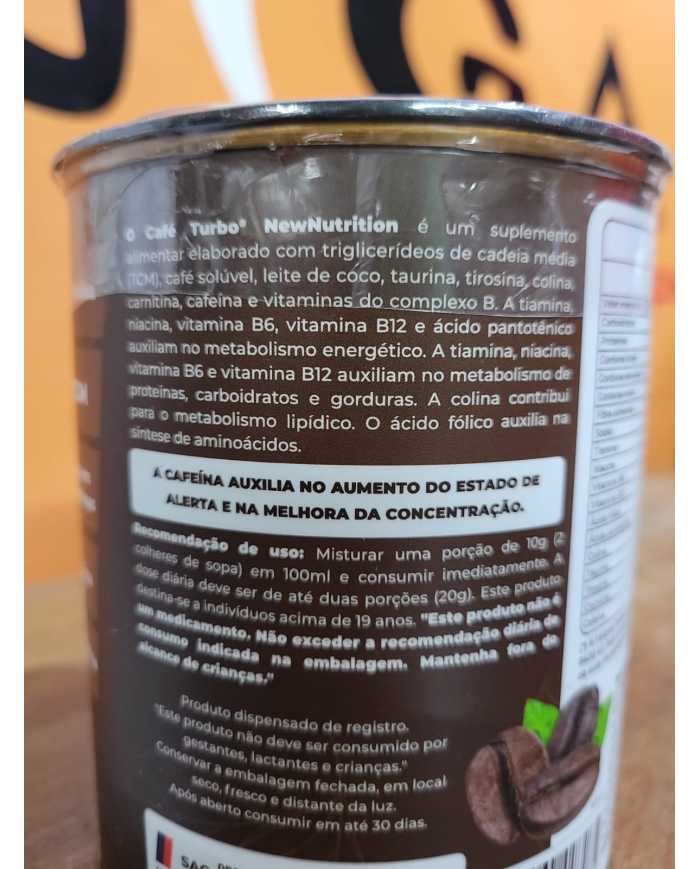 O Café Turbo® NewNutrition é um suplemento
alimentar elaborado com triglicerídeos de cadeia média
(TCM), café solúvel, leite de coco, taurina, tirosina, colina,
carnitina, cafeína e vitaminas do complexo B. A tiamina,
niacina, vitamina B6, vitamina B12 e ácido pantotênico
auxiliam no metabolismo energético. A tiamina, niacina,
vitamina B6 e vitamina B12 auxiliam no metabolismo de
proteínas, carboidratos e gorduras. A colina contribui
para o metabolismo lipídico. O ácido fólico auxilia na
síntese de aminoácidos.
A CAFEÍNA AUXILIA NO AUMENTO DO ESTADO DE
ALERTA E NA MELHORA DA CONCENTRAÇÃO.
Recomendação de uso: Misturar uma porção de 10g (2
colheres de sopa) em 100ml e consumir imediatamente. A
dose diária deve ser de até duas porções (20g). Este produto
destina-se a indivíduos acima de 19 anos. "Este produto não é
um medicamento. Não exceder a recomendação diária de
consumo indicada na embalagem. Mantenha fora do
alcance de crianças."
Produto dispensado de registro.
"Este produto não deve ser consumido por
gestantes, lactantes e crianças."
Conservar a embalagem fechada, em local
seco, fresco e distante da luz.
Após aberto consumir em até 30 dias.
SAC